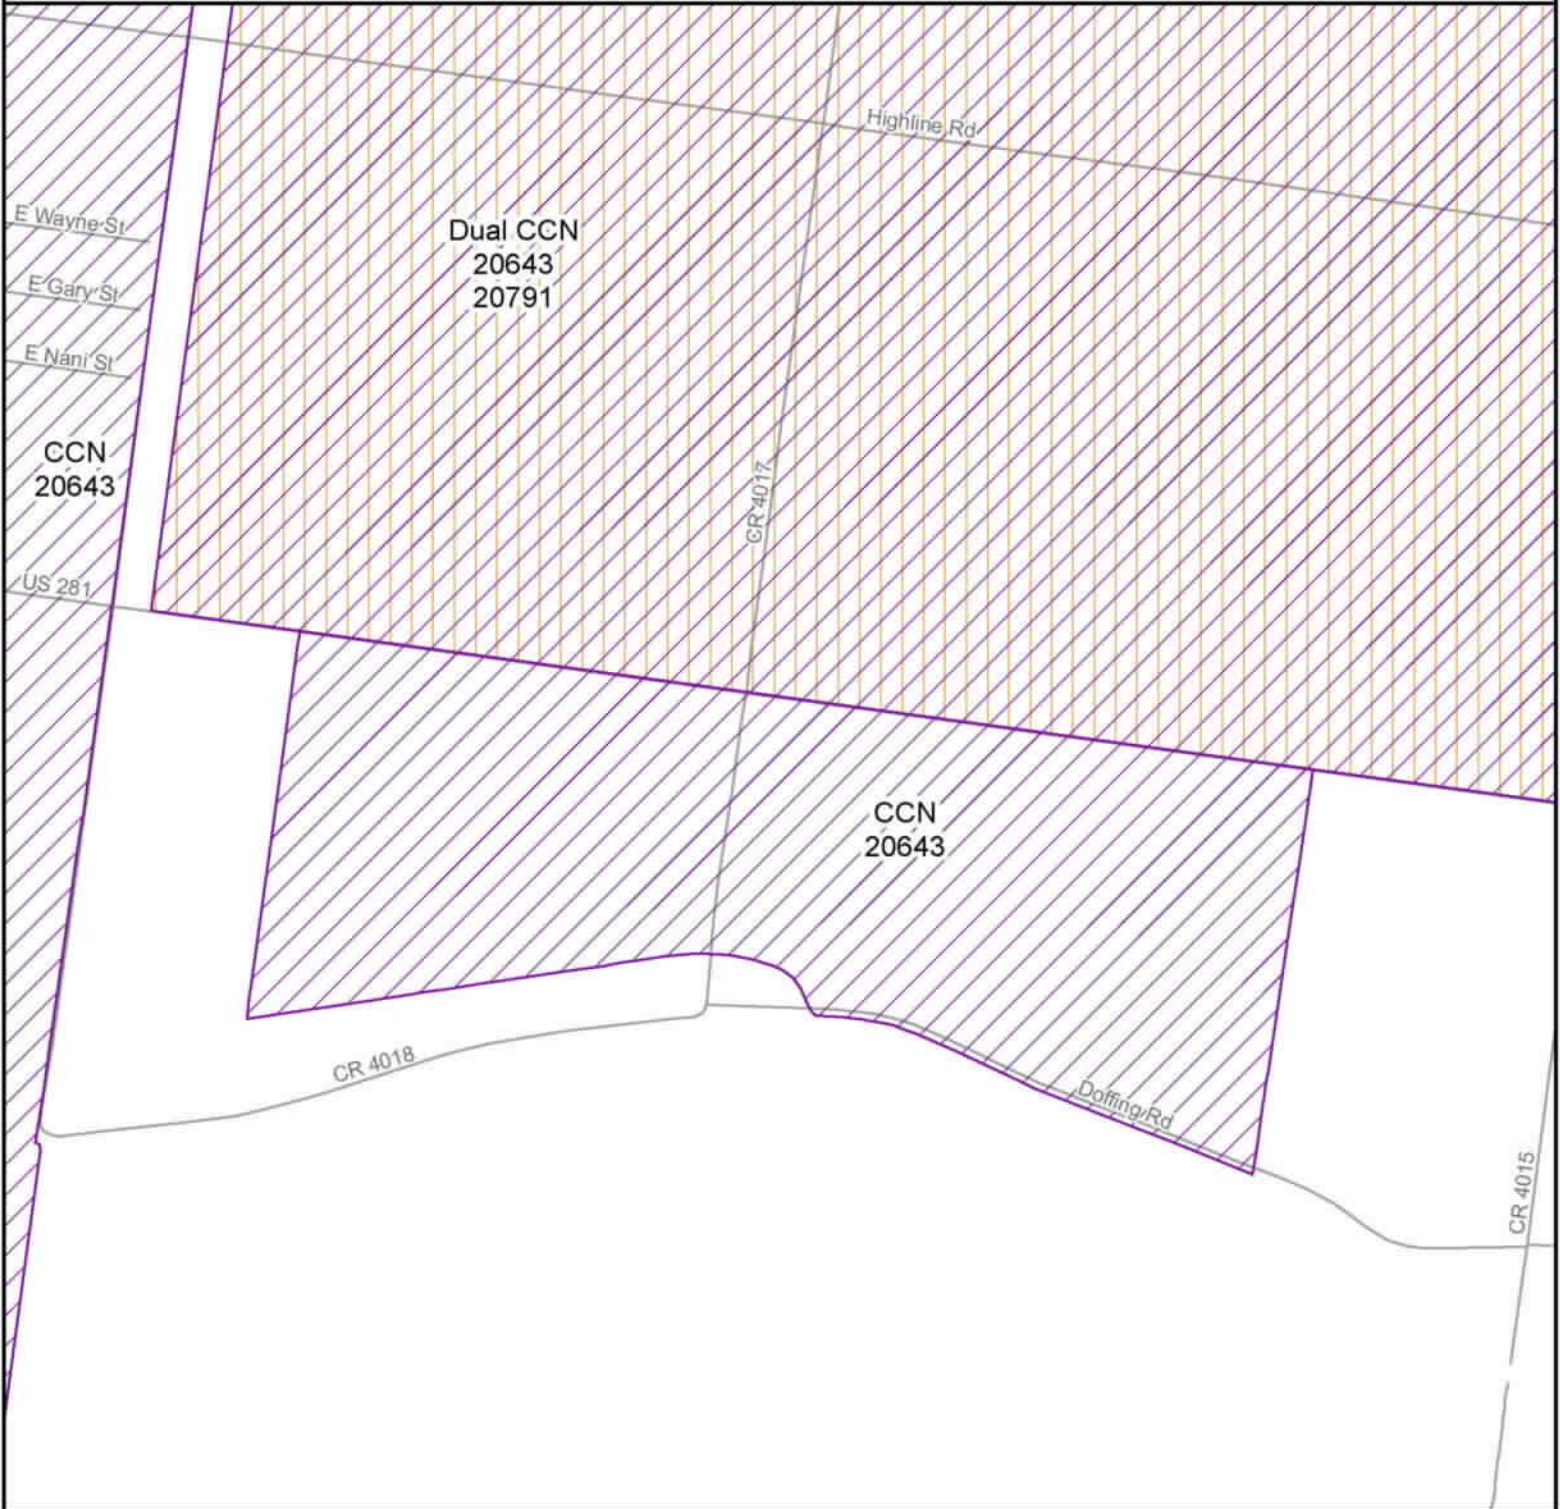 Highline Rd
E Wayne St
Dual CCN
20643
20791
E Gary St
E Nani St
CCN
20643
CR 4017
US 281
CCN
20643
CR 4018
Doffing Rd
CR 4015